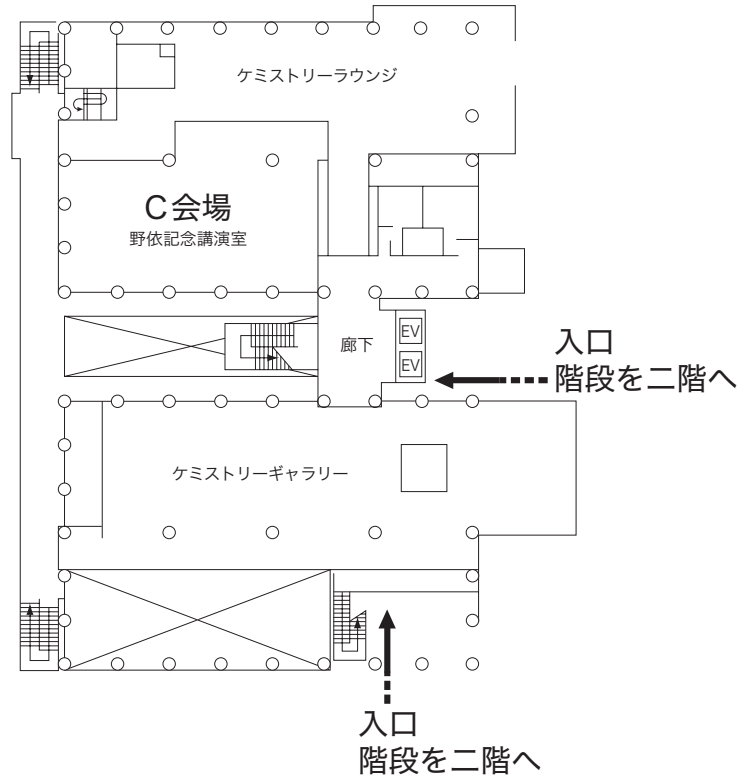 ケミストリーラウンジ
C会場
野依記念講演室
EV
廊下
EV
入口
階段を二階へ
ケミストリーギャラリー
入口
階段を二階へ